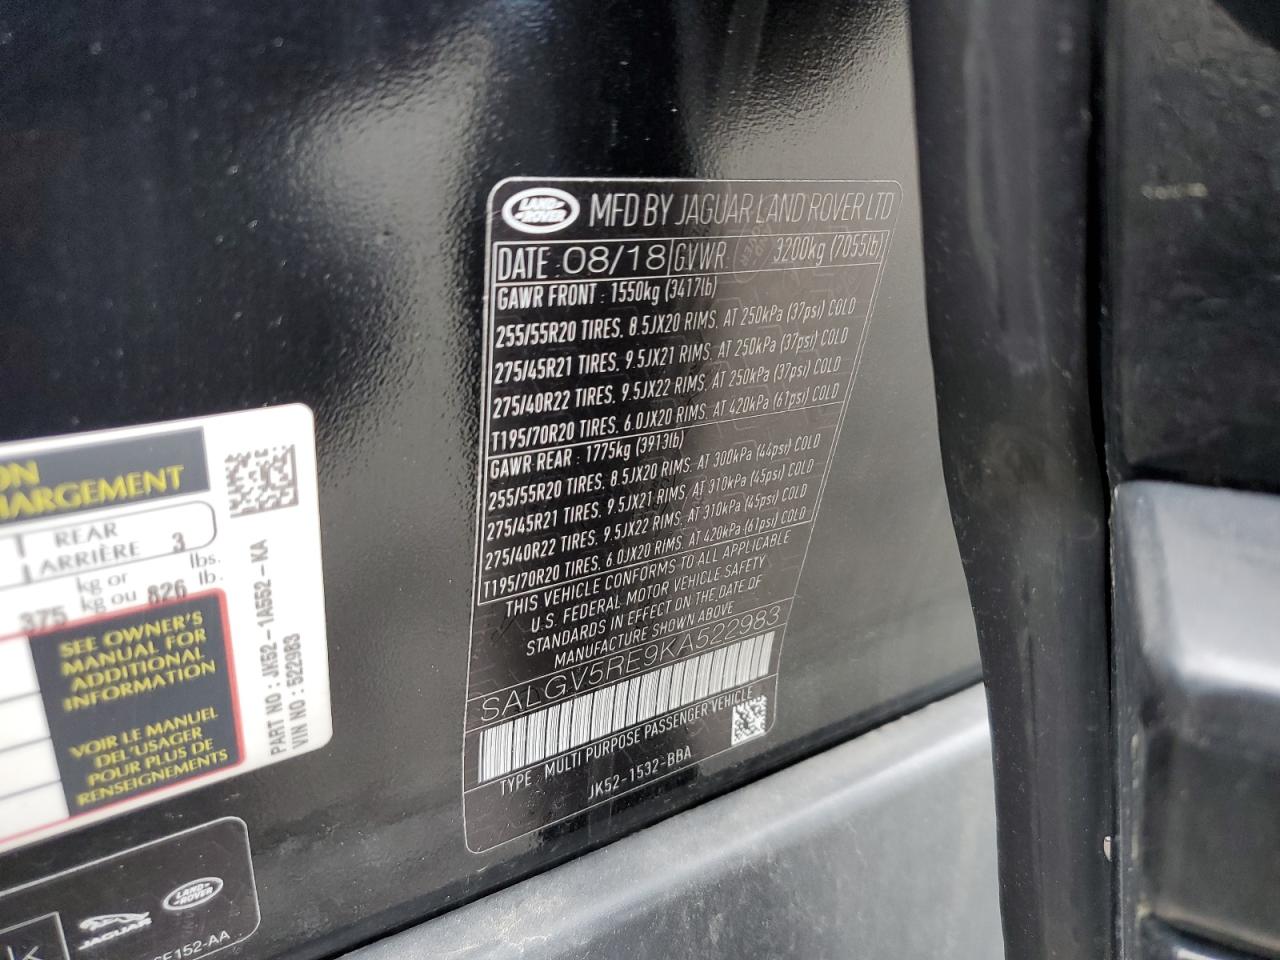 LAND ROVER
MFD BY JAGUAR LAND ROVER LTD
DATE : 08/18 GVWR 3200kg (7055lb)
GAWR FRONT : 1550kg (3417lb)
255/55R20 TIRES, 8.5JX20 RIMS, AT 250kPa (37psi) COLD
275/45R21 TIRES, 9.5JX21 RIMS, AT 250kPa (37psi) COLD
275/40R22 TIRES, 9.5JX22 RIMS, AT 250kPa (37psi) COLD
T195/70R20 TIRES, 6.0JX20 RIMS, AT 420kPa (61psi) COLD
GAWR REAR : 1775kg (3913lb)
255/55R20 TIRES, 8.5JX20 RIMS, AT 300kPa (44psi) COLD
275/45R21 TIRES, 9.5JX21 RIMS, AT 310kPa (45psi) COLD
275/40R22 TIRES, 9.5JX22 RIMS, AT 310kPa (45psi) COLD
T195/70R20 TIRES, 6.0JX20 RIMS, AT 420kPa (61psi) COLD
THIS VEHICLE CONFORMS TO ALL APPLICABLE
U.S. FEDERAL MOTOR VEHICLE SAFETY
STANDARDS IN EFFECT ON THE DATE OF
MANUFACTURE SHOWN ABOVE
SALGV5RE9KA522983
TYPE : MULTI PURPOSE PASSENGER VEHICLE
JK52-1532-BBA
ON
HARGEMENT
REAR
ARRIÈRE 3
kg or lbs.
375 kg ou 826 lb.
SEE OWNER'S
MANUAL FOR
ADDITIONAL
INFORMATION
VOIR LE MANUEL
DEL'USAGER
POUR PLUS DE
RENSEIGNEMENTS
PART NO : JK52-1A552-KA
VIN NO : 522983
JAGUAR
LAND ROVER